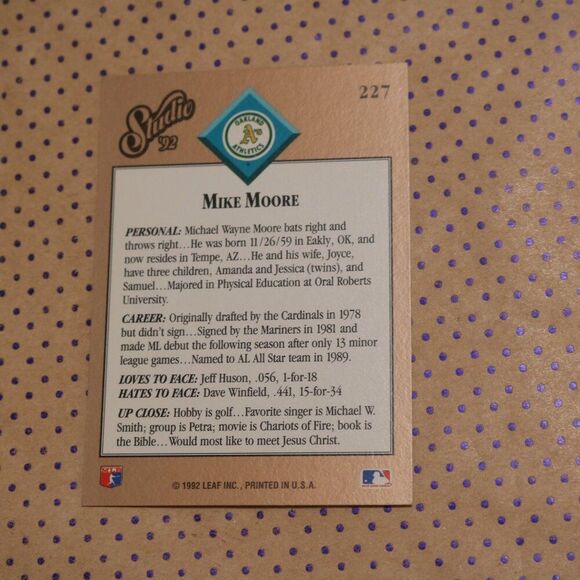 227
Studio
'92
OAKLAND
A's
ATHLETICS
MIKE MOORE
PERSONAL: Michael Wayne Moore bats right and
throws right...He was born 11/26/59 in Eakly, OK, and
now resides in Tempe, AZ...He and his wife, Joyce,
have three children, Amanda and Jessica (twins), and
Samuel...Majored in Physical Education at Oral Roberts
University.
CAREER: Originally drafted by the Cardinals in 1978
but didn't sign...Signed by the Mariners in 1981 and
made ML debut the following season after only 13 minor
league games...Named to AL All Star team in 1989.
LOVES TO FACE: Jeff Huson, .056, 1-for-18
HATES TO FACE: Dave Winfield, .441, 15-for-34
UP CLOSE: Hobby is golf...Favorite singer is Michael W.
Smith; group is Petra; movie is Chariots of Fire; book is
the Bible...Would most like to meet Jesus Christ.
© 1992 LEAF INC., PRINTED IN U.S.A.